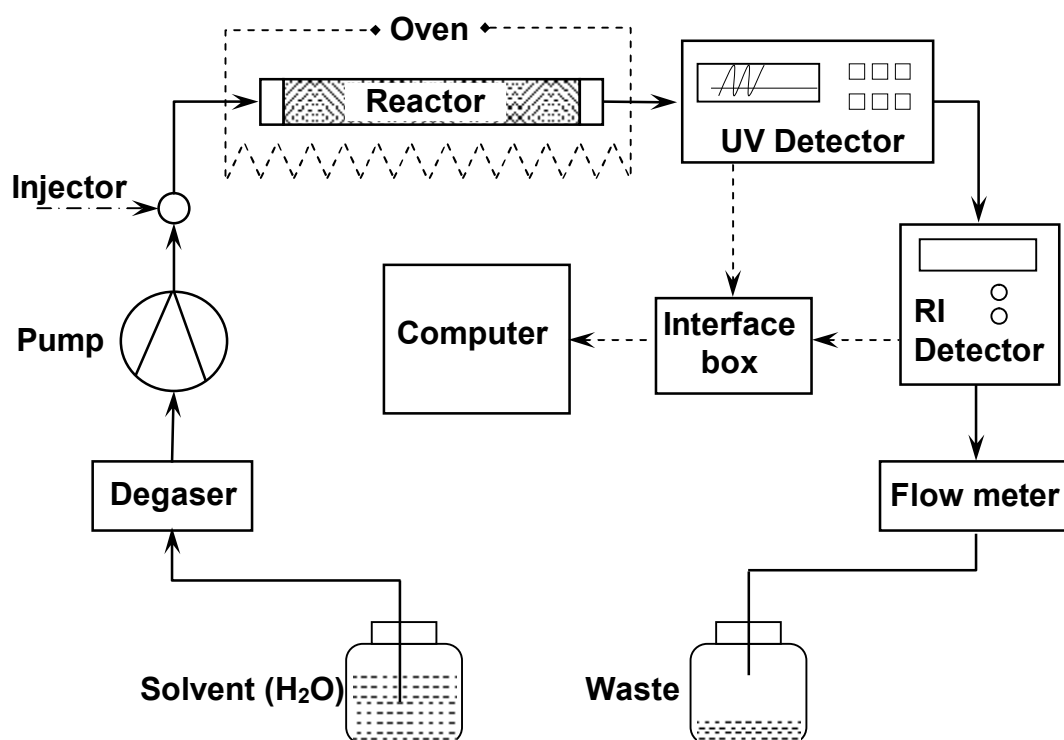 Oven
Reactor
UV Detector
Injector
Pump
Computer
Interface
box
RI
Detector
Degaser
Flow meter
Solvent (H₂O)
Waste